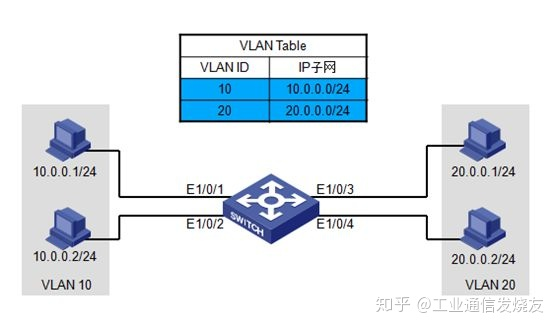 VLAN Table
VLAN ID IP子网
10 10.0.0.0/24
20 20.0.0.0/24
10.0.0.1/24
E1/0/1 E1/0/3
20.0.0.1/24
SWITCH
E1/0/2 E1/0/4
10.0.0.2/24
20.0.0.2/24
VLAN 10
VLAN 20
知乎 @工业通信发烧友